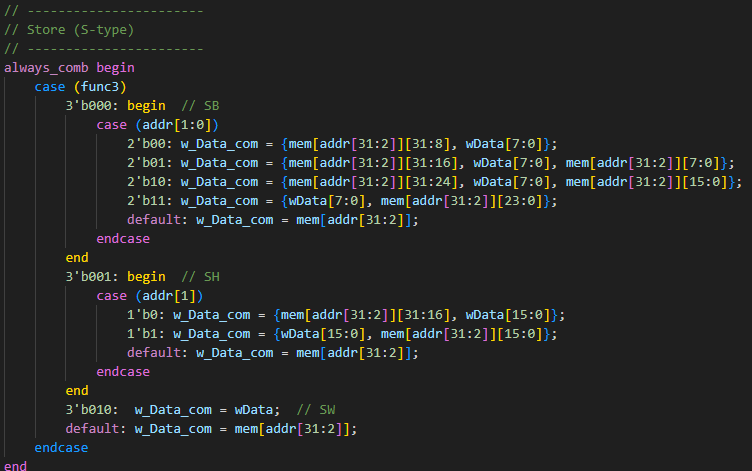 // -----------------------
// Store (S-type)
// -----------------------
always_comb begin
    case (func3)
        3'b000: begin  // SB
            case (addr[1:0])
                2'b00: w_Data_com = {mem[addr[31:2]][31:8], wData[7:0]};
                2'b01: w_Data_com = {mem[addr[31:2]][31:16], wData[7:0], mem[addr[31:2]][7:0]};
                2'b10: w_Data_com = {mem[addr[31:2]][31:24], wData[7:0], mem[addr[31:2]][15:0]};
                2'b11: w_Data_com = {wData[7:0], mem[addr[31:2]][23:0]};
                default: w_Data_com = mem[addr[31:2]];
            endcase
        end
        3'b001: begin  // SH
            case (addr[1])
                1'b0: w_Data_com = {mem[addr[31:2]][31:16], wData[15:0]};
                1'b1: w_Data_com = {wData[15:0], mem[addr[31:2]][15:0]};
                default: w_Data_com = mem[addr[31:2]];
            endcase
        end
        3'b010:  w_Data_com = wData;  // SW
        default: w_Data_com = mem[addr[31:2]];
    endcase
end